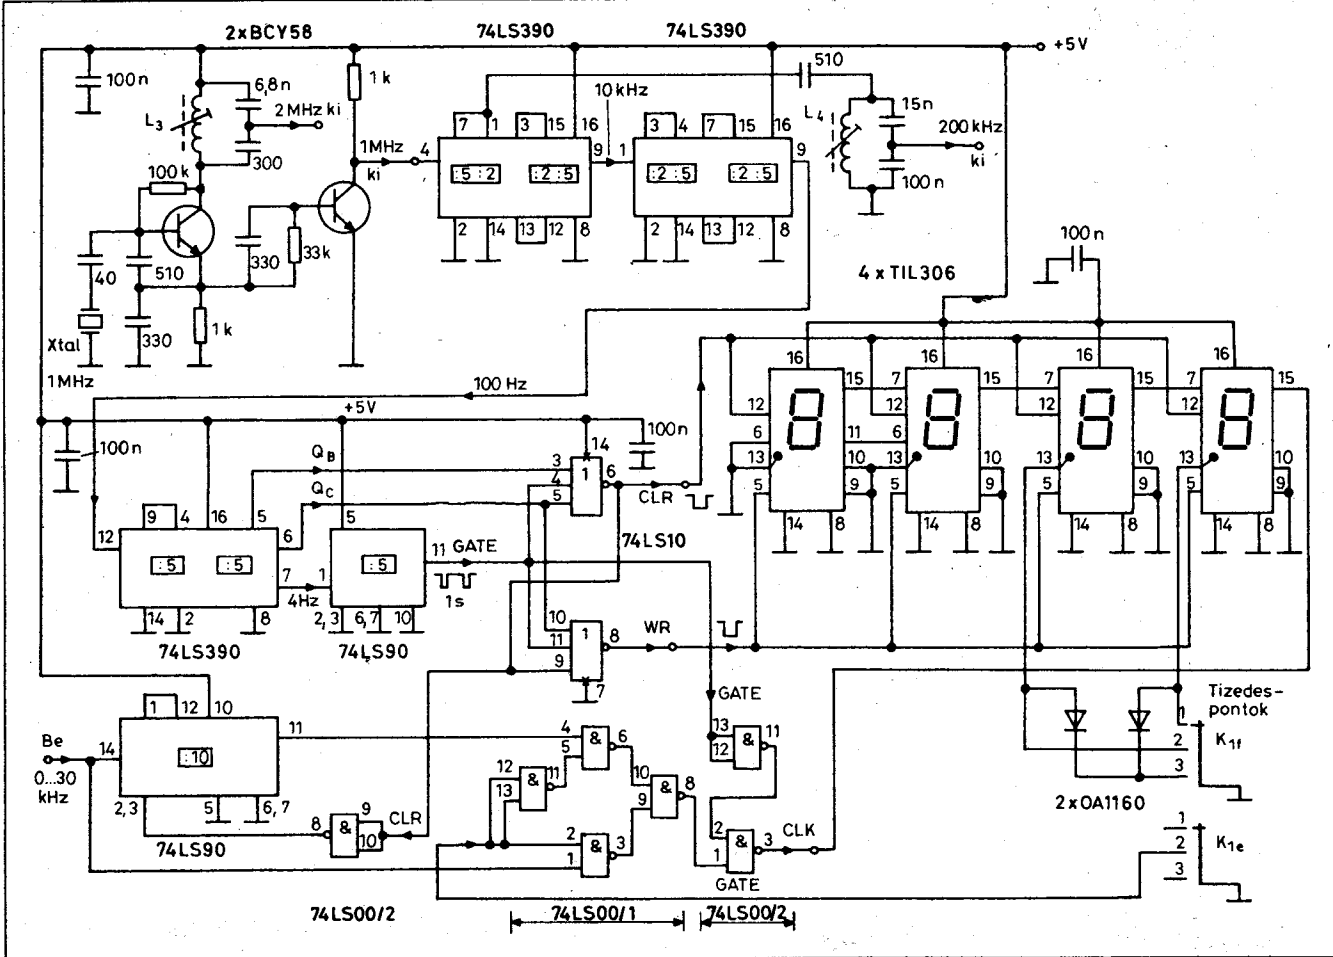 2xBCY58
74LS390
74LS390
+5V
100n
6,8n
1k
510
L3
2MHz ki
10kHz
L4
15n
7 1 3 15 16
3 4 7 15 16
200kHz
ki
300
1MHz
ki
4
:5 :2 :2 :5
9
1
:2 :5 :2 :5
9
100k
100n
2 14 13 12 8
2 14 13 12 8
100n
40
510
330
33k
4xTIL306
Xtal
330
1k
1MHz
100Hz
16
16
16
16
+5V
7
15
7
15
7
15
7
15
12
12
12
12
100n
100n
14
6
11
6
QB
3
4
5
1
6
13
10
13
10
13
10
13
10
QC
CLR
5
9
5
9
5
9
5
9
9 4 16 5
5
14 8
14 8
14 8
14 8
6
74LS10
12
:5 :5
11 GATE
:5
7
4Hz
1
1s
14 2 8
2,3 6,7 10
10
11
9
1
8
WR
74LS390
74LS90
7
GATE
Tizedes-
pontok
1 12 10
1
2
3
K1f
Be
14
:10
11
4
5
&
6
13
12
&
11
0...30
kHz
12
13
&
11
10
9
&
8
2xOA1160
2,3 5 6,7
9
10
&
8
CLR
2
1
&
3
2
1
&
3
CLK
1
2
3
K1e
74LS90
GATE
74LS00/2
74LS00/1
74LS00/2